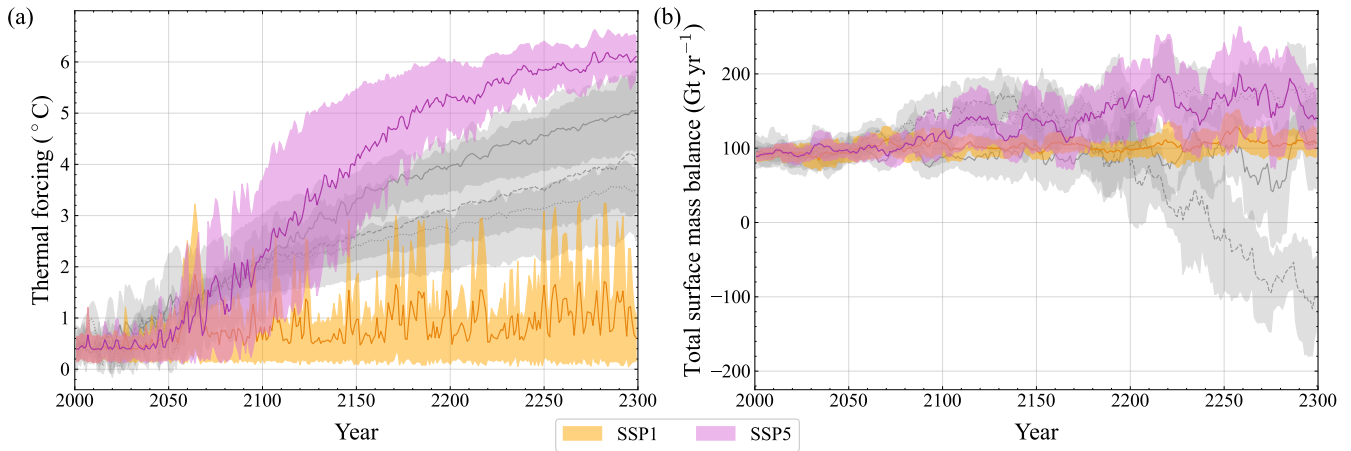 (a)
Thermal forcing (°C)
6
5
4
3
2
1
0
2000 2050 2100 2150 2200 2250 2300
Year
(b)
Total surface mass balance (Gt yr⁻¹)
200
100
0
−100
−200
2000 2050 2100 2150 2200 2250 2300
Year
SSP1 SSP5